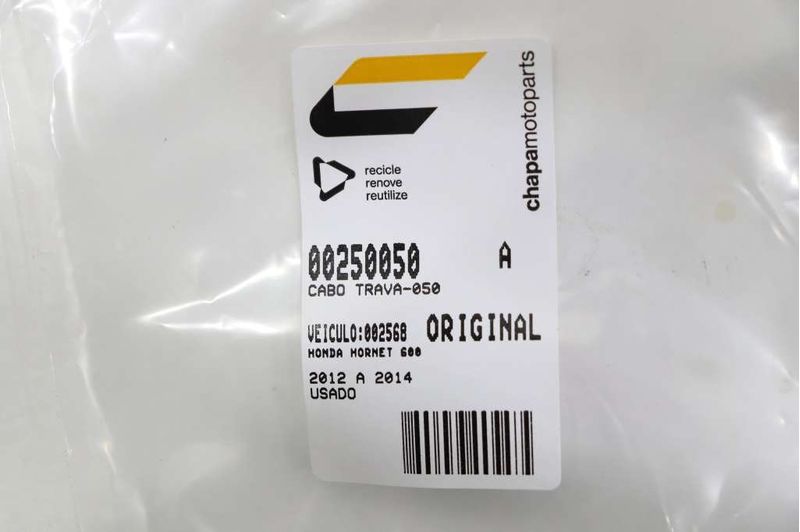 chapamotoparts
recicle
renove
reutilize
00250050 A
CABO TRAVA-050
VEICULO:002568 ORIGINAL
HONDA HORNET 600
2012 A 2014
USADO